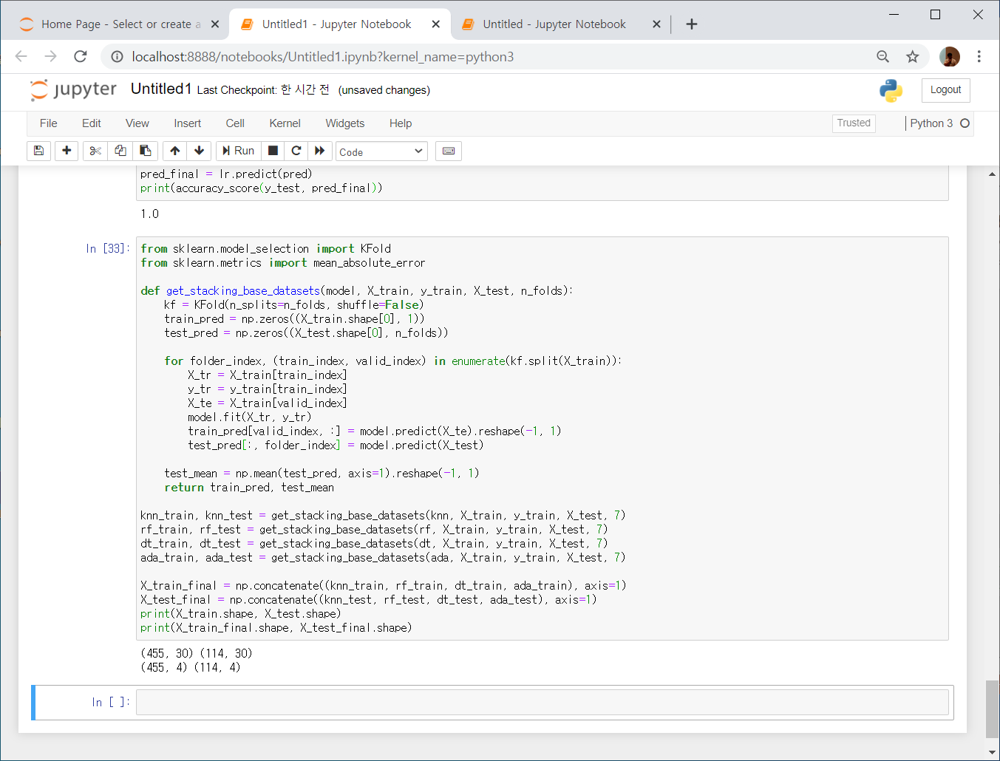 Home Page - Select or create a
Untitled1 - Jupyter Notebook
Untitled - Jupyter Notebook
localhost:8888/notebooks/Untitled1.ipynb?kernel_name=python3
jupyter Untitled1 Last Checkpoint: 한 시간 전 (unsaved changes)
Logout
File Edit View Insert Cell Kernel Widgets Help
Trusted Python 3
Run Code
pred_final = lr.predict(pred)
print(accuracy_score(y_test, pred_final))
1.0
In [33]:
from sklearn.model_selection import KFold
from sklearn.metrics import mean_absolute_error
def get_stacking_base_datasets(model, X_train, y_train, X_test, n_folds):
    kf = KFold(n_splits=n_folds, shuffle=False)
    train_pred = np.zeros((X_train.shape[0], 1))
    test_pred = np.zeros((X_test.shape[0], n_folds))
    for folder_index, (train_index, valid_index) in enumerate(kf.split(X_train)):
        X_tr = X_train[train_index]
        y_tr = y_train[train_index]
        X_te = X_train[valid_index]
        model.fit(X_tr, y_tr)
        train_pred[valid_index, :] = model.predict(X_te).reshape(-1, 1)
        test_pred[:, folder_index] = model.predict(X_test)
    test_mean = np.mean(test_pred, axis=1).reshape(-1, 1)
    return train_pred, test_mean
knn_train, knn_test = get_stacking_base_datasets(knn, X_train, y_train, X_test, 7)
rf_train, rf_test = get_stacking_base_datasets(rf, X_train, y_train, X_test, 7)
dt_train, dt_test = get_stacking_base_datasets(dt, X_train, y_train, X_test, 7)
ada_train, ada_test = get_stacking_base_datasets(ada, X_train, y_train, X_test, 7)
X_train_final = np.concatenate((knn_train, rf_train, dt_train, ada_train), axis=1)
X_test_final = np.concatenate((knn_test, rf_test, dt_test, ada_test), axis=1)
print(X_train.shape, X_test.shape)
print(X_train_final.shape, X_test_final.shape)
(455, 30) (114, 30)
(455, 4) (114, 4)
In [ ]: